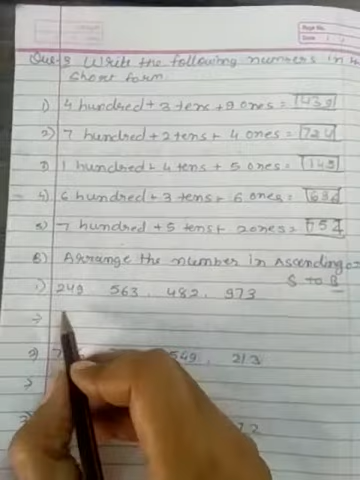 Page No.
Date
Que-3 Write the following numbers in
Short form
1) 4 hundred + 3 tens + 9 ones = 439
2) 7 hundred + 2 tens + 4 ones = 724
3) 1 hundred + 4 tens + 5 ones = 145
4) 6 hundred + 3 tens + 6 ones = 636
5) 7 hundred + 5 tens + 2 ones = 752
6) Arrange the number in Ascending
S to B
1) 249 563 . 482 . 973
⇒
2) 549 . 213